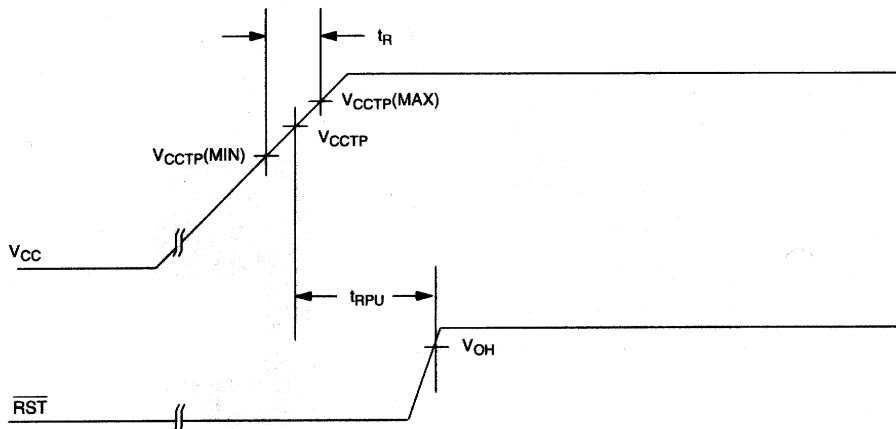 tR
VCCTP(MAX)
VCCTP
VCCTP(MIN)
VCC
tRPU
VOH
RST